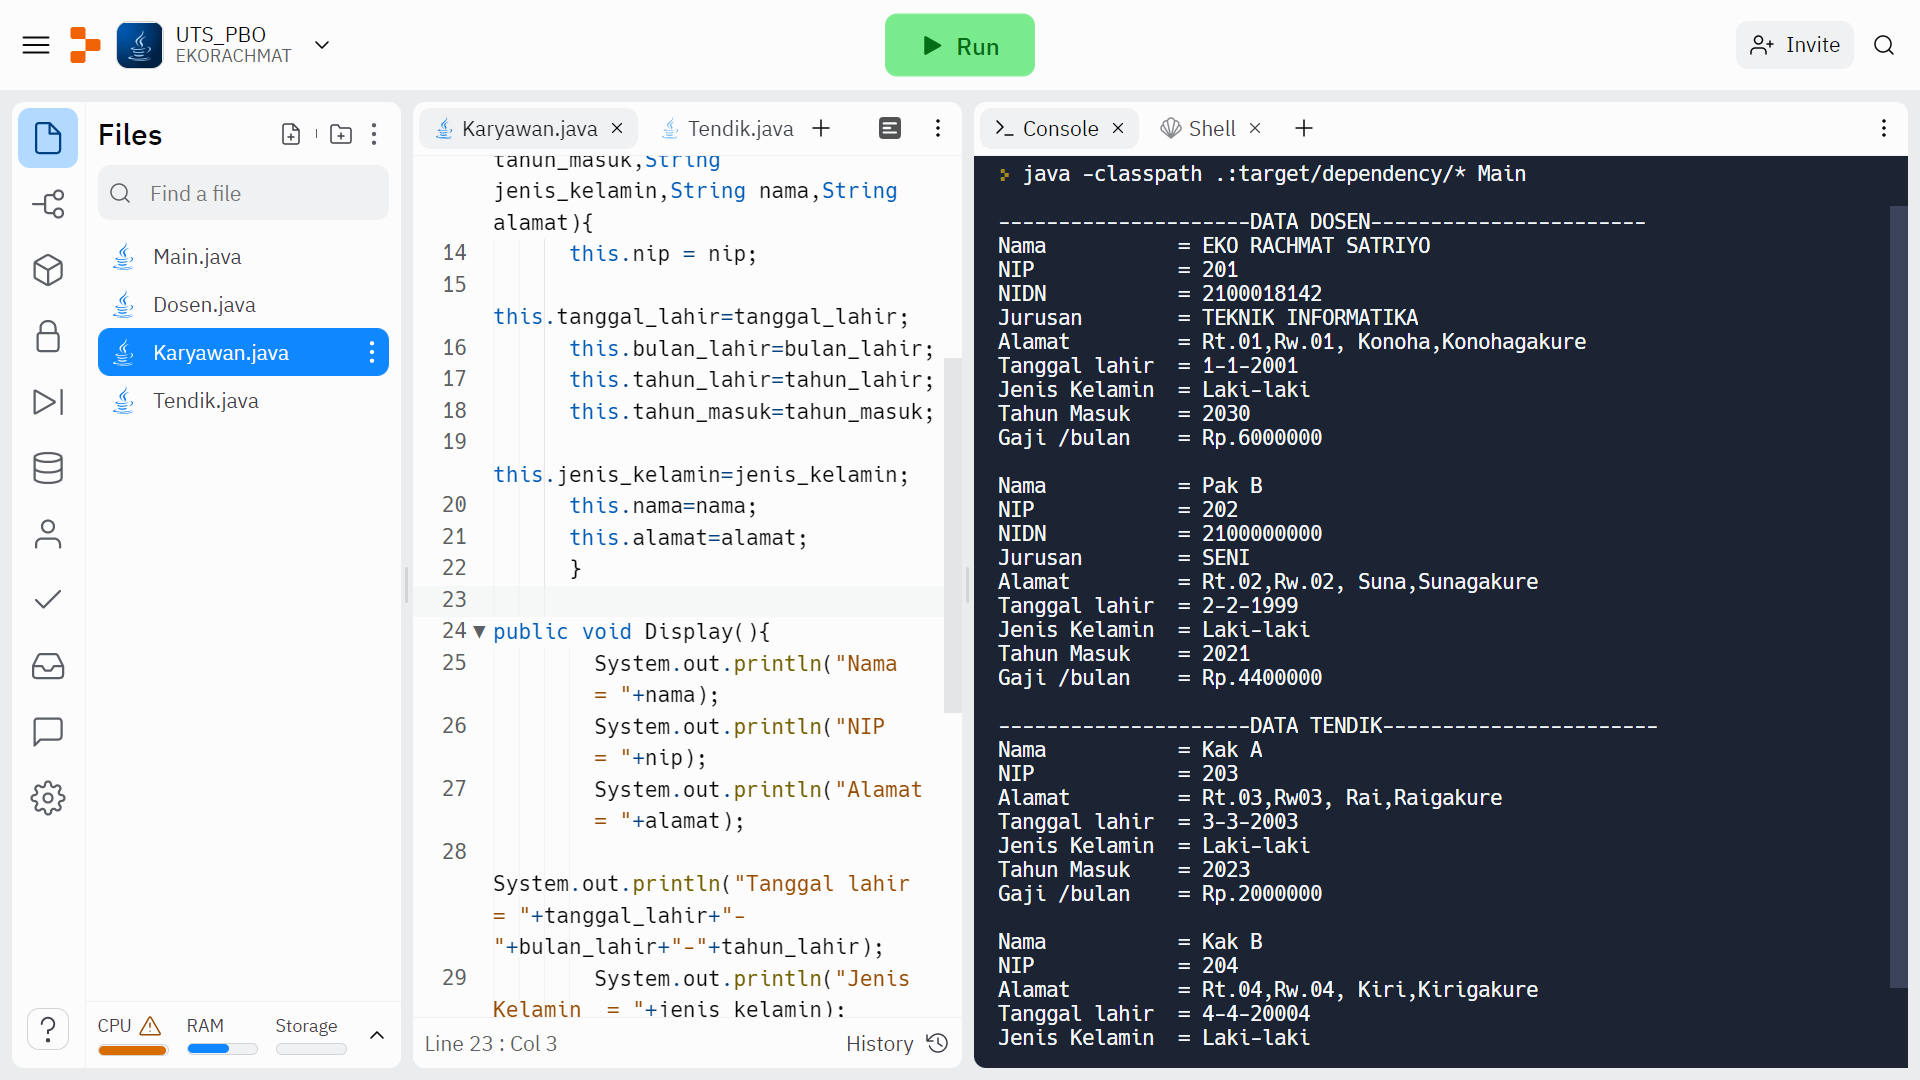 UTS_PBO
EKORACHMAT
Run
Invite
Files
Find a file
Main.java
Dosen.java
Karyawan.java
Tendik.java
CPU
RAM
Storage
Karyawan.java
Tendik.java
tahun_masuk,String
jenis_kelamin,String nama,String
alamat){
14 this.nip = nip;
15
this.tanggal_lahir=tanggal_lahir;
16 this.bulan_lahir=bulan_lahir;
17 this.tahun_lahir=tahun_lahir;
18 this.tahun_masuk=tahun_masuk;
19
this.jenis_kelamin=jenis_kelamin;
20 this.nama=nama;
21 this.alamat=alamat;
22 }
23
24 public void Display(){
25 System.out.println("Nama
= "+nama);
26 System.out.println("NIP
= "+nip);
27 System.out.println("Alamat
= "+alamat);
28
System.out.println("Tanggal lahir
= "+tanggal_lahir+"-
"+bulan_lahir+"-"+tahun_lahir);
29 System.out.println("Jenis
Kelamin = "+jenis_kelamin);
Line 23 : Col 3
History
Console
Shell
java -classpath .:target/dependency/* Main
---------------------DATA DOSEN-----------------------
Nama = EKO RACHMAT SATRIYO
NIP = 201
NIDN = 2100018142
Jurusan = TEKNIK INFORMATIKA
Alamat = Rt.01,Rw.01, Konoha,Konohagakure
Tanggal lahir = 1-1-2001
Jenis Kelamin = Laki-laki
Tahun Masuk = 2030
Gaji /bulan = Rp.6000000
Nama = Pak B
NIP = 202
NIDN = 2100000000
Jurusan = SENI
Alamat = Rt.02,Rw.02, Suna,Sunagakure
Tanggal lahir = 2-2-1999
Jenis Kelamin = Laki-laki
Tahun Masuk = 2021
Gaji /bulan = Rp.4400000
---------------------DATA TENDIK-----------------------
Nama = Kak A
NIP = 203
Alamat = Rt.03,Rw03, Rai,Raigakure
Tanggal lahir = 3-3-2003
Jenis Kelamin = Laki-laki
Tahun Masuk = 2023
Gaji /bulan = Rp.2000000
Nama = Kak B
NIP = 204
Alamat = Rt.04,Rw.04, Kiri,Kirigakure
Tanggal lahir = 4-4-20004
Jenis Kelamin = Laki-laki